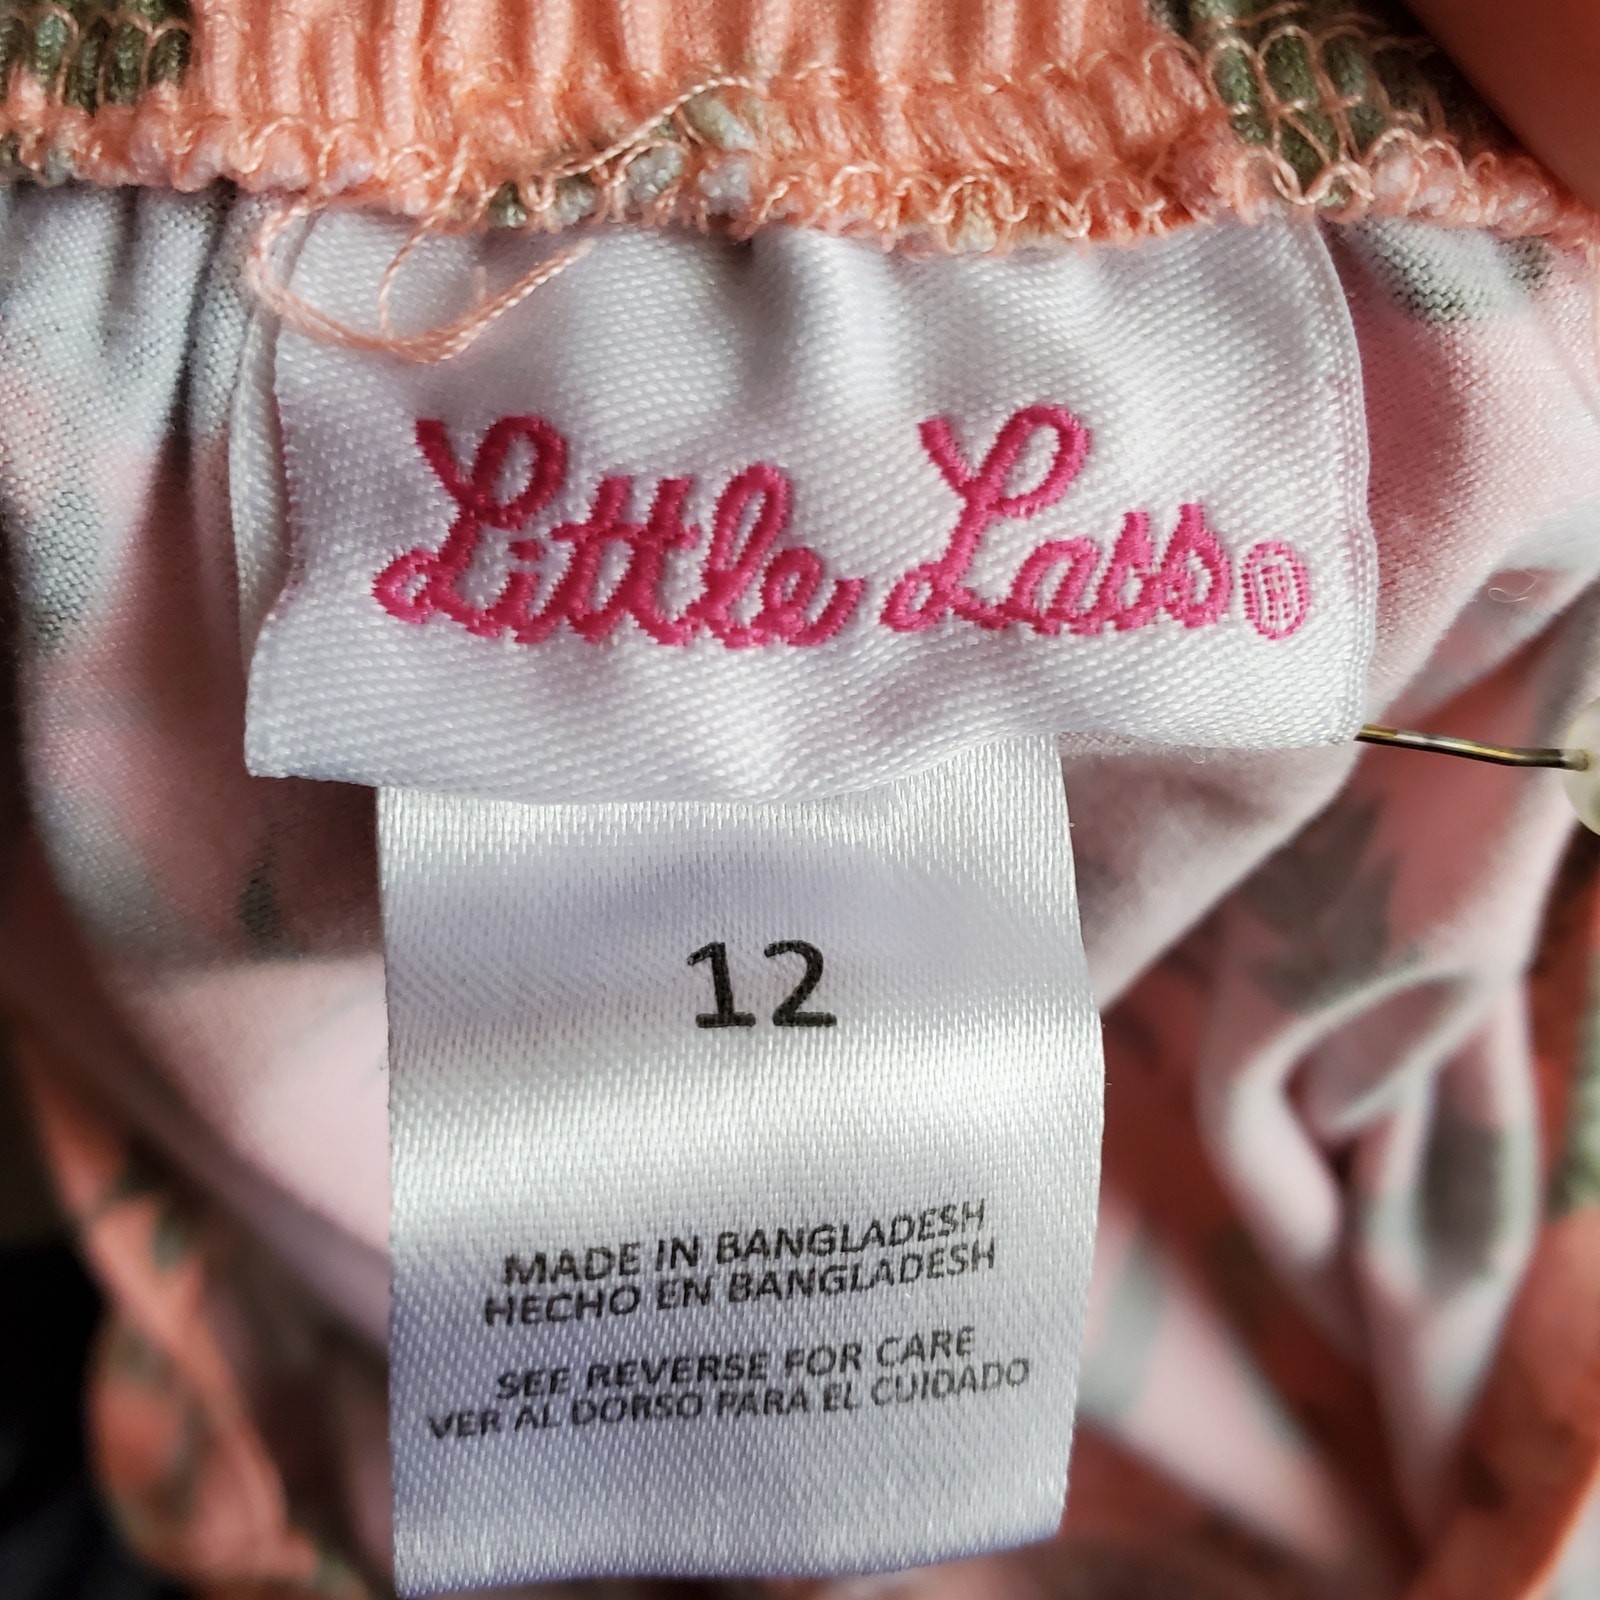 Little Lass®
12
MADE IN BANGLADESH
HECHO EN BANGLADESH
SEE REVERSE FOR CARE
VER AL DORSO PARA EL CUIDADO